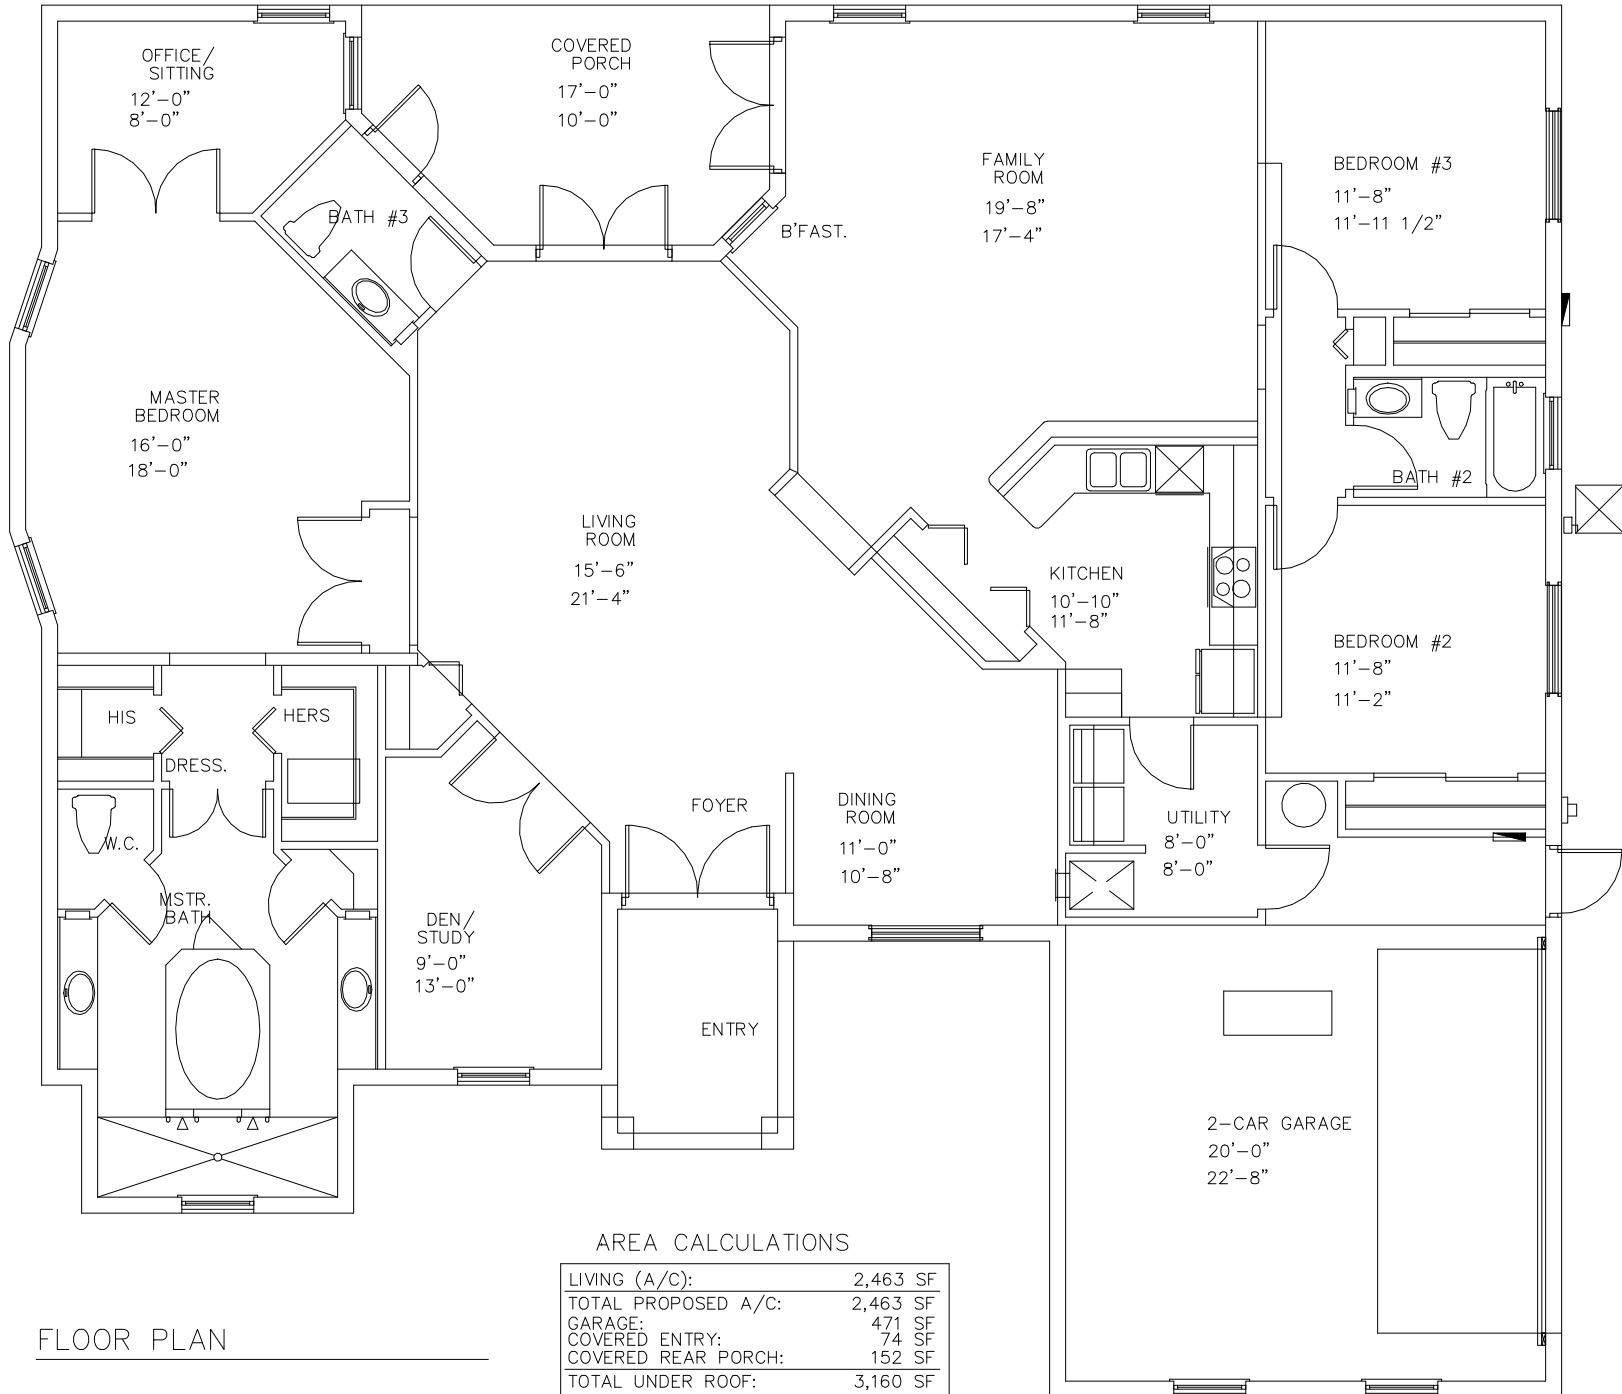 OFFICE/
SITTING
12'-0"
8'-0"
COVERED
PORCH
17'-0"
10'-0"
FAMILY
ROOM
19'-8"
17'-4"
BEDROOM #3
11'-8"
11'-11 1/2"
BATH #3
B'FAST.
MASTER
BEDROOM
16'-0"
18'-0"
LIVING
ROOM
15'-6"
21'-4"
BATH #2
KITCHEN
10'-10"
11'-8"
BEDROOM #2
11'-8"
11'-2"
HIS
HERS
DRESS.
W.C.
MSTR.
BATH
FOYER
DINING
ROOM
11'-0"
10'-8"
UTILITY
8'-0"
8'-0"
DEN/
STUDY
9'-0"
13'-0"
ENTRY
2-CAR GARAGE
20'-0"
22'-8"
AREA CALCULATIONS
LIVING (A/C): 2,463 SF
TOTAL PROPOSED A/C: 2,463 SF
GARAGE: 471 SF
COVERED ENTRY: 74 SF
COVERED REAR PORCH: 152 SF
TOTAL UNDER ROOF: 3,160 SF
FLOOR PLAN